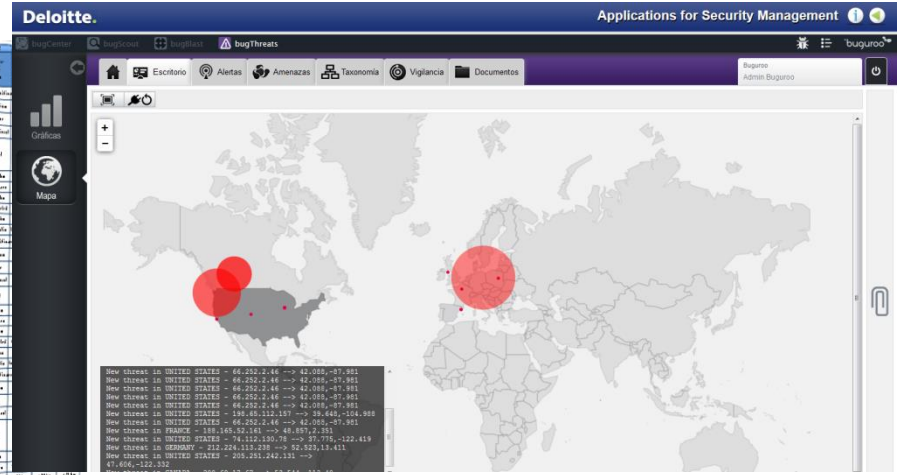 Deloitte.
Applications for Security Management
bugCenter
bugScout
bugBlast
bugThreats
buguroo
Escritorio
Alertas
Amenazas
Taxonomía
Vigilancia
Documentos
Buguroo
Admin Buguroo
Gráficas
Mapa
+
-
New threat in UNITED STATES - 66.252.2.46 --> 42.088,-87.981
New threat in UNITED STATES - 66.252.2.46 --> 42.088,-87.981
New threat in UNITED STATES - 66.252.2.46 --> 42.088,-87.981
New threat in UNITED STATES - 66.252.2.46 --> 42.088,-87.981
New threat in UNITED STATES - 66.252.2.46 --> 42.088,-87.981
New threat in UNITED STATES - 198.65.112.157 --> 39.648,-104.988
New threat in UNITED STATES - 66.252.2.46 --> 42.088,-87.981
New threat in FRANCE - 188.165.52.161 --> 48.857,2.351
New threat in UNITED STATES - 74.112.130.78 --> 37.775,-122.419
New threat in GERMANY - 212.224.113.238 --> 52.523,13.411
New threat in UNITED STATES - 205.251.242.131 -->
47.606,-122.332